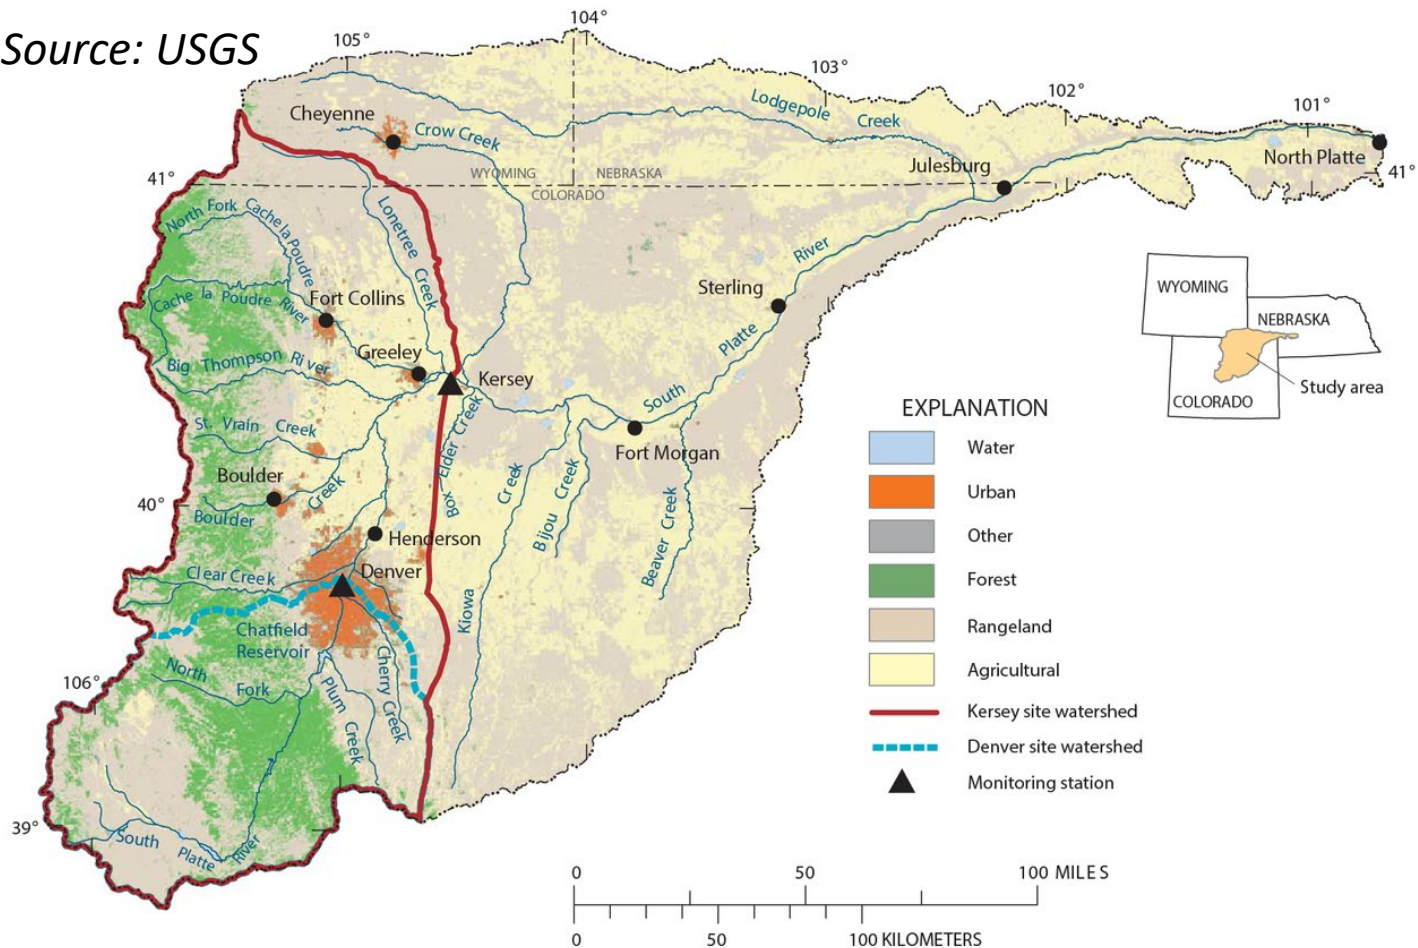 Source: USGS
104°
105°
103°
102°
101°
Cheyenne
Crow Creek
Lodgepole Creek
Julesburg
North Platte
WYOMING
NEBRASKA
COLORADO
41°
41°
North Fork Cache la Poudre
Lonetree Creek
Cache la Poudre River
Fort Collins
Sterling
River
Platte
South
Big Thompson River
Greeley
Kersey
St. Vrain Creek
Fort Morgan
Boulder
Boulder Creek
Box Elder Creek
Kiowa Creek
Bijou Creek
Beaver Creek
40°
Henderson
Denver
Clear Creek
Chatfield
Reservoir
North Fork
Plum Creek
Cherry Creek
106°
39°
South Platte River
WYOMING
NEBRASKA
COLORADO
Study area
EXPLANATION
Water
Urban
Other
Forest
Rangeland
Agricultural
Kersey site watershed
Denver site watershed
Monitoring station
0 50 100 MILES
0 50 100 KILOMETERS